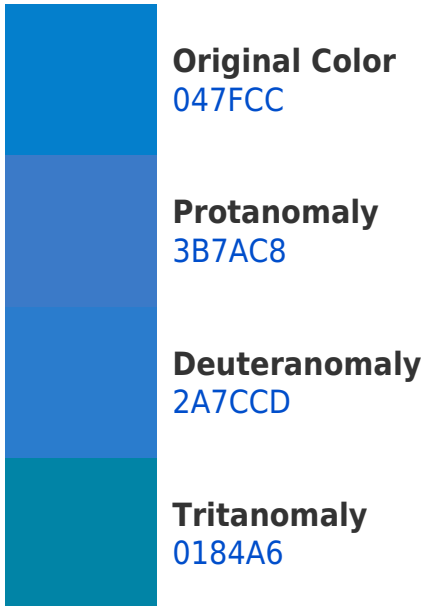 Original Color
047FCC
Protanomaly
3B7AC8
Deuteranomaly
2A7CCD
Tritanomaly
0184A6